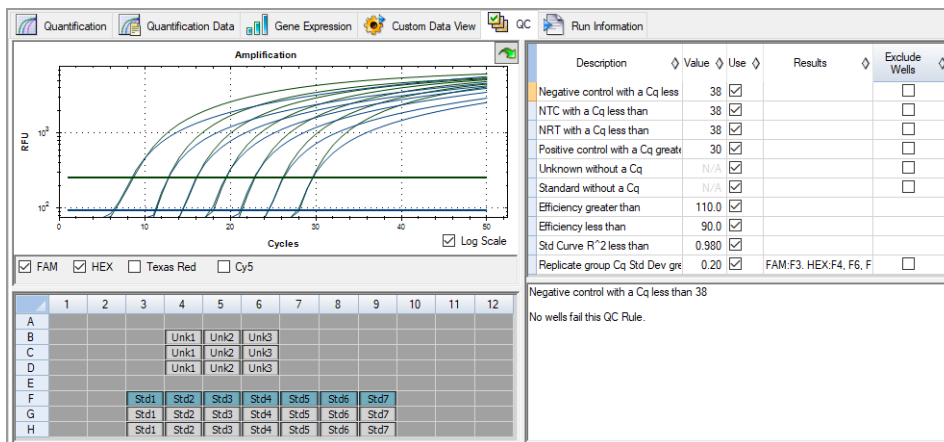 Quantification Quantification Data Gene Expression Custom Data View QC Run Information
Amplification
10^3
10^2
RFU
0 10 20 30 40 50
Cycles
Log Scale
FAM HEX Texas Red Cy5
1 2 3 4 5 6 7 8 9 10 11 12
A
B Unk1 Unk2 Unk3
C Unk1 Unk2 Unk3
D Unk1 Unk2 Unk3
E
F Std1 Std2 Std3 Std4 Std5 Std6 Std7
G Std1 Std2 Std3 Std4 Std5 Std6 Std7
H Std1 Std2 Std3 Std4 Std5 Std6 Std7
Description Value Use Results Exclude Wells
Negative control with a Cq less 38
NTC with a Cq less than 38
NRT with a Cq less than 38
Positive control with a Cq greate 30
Unknown without a Cq N/A
Standard without a Cq N/A
Efficiency greater than 110.0
Efficiency less than 90.0
Std Curve R^2 less than 0.980
Replicate group Cq Std Dev gre 0.20 FAM:F3. HEX:F4, F6, F
Negative control with a Cq less than 38
No wells fail this QC Rule.